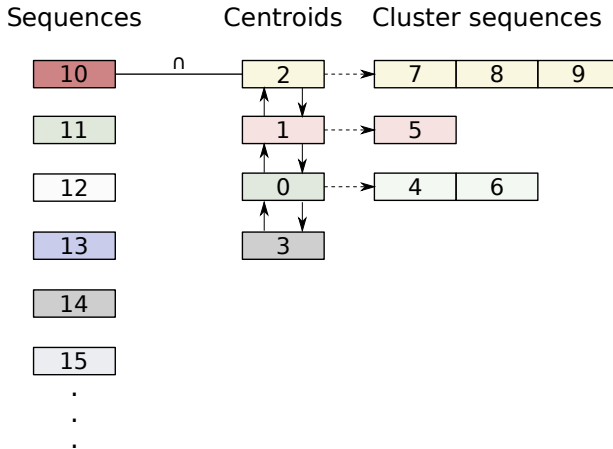 Sequences Centroids Cluster sequences
10 ∩ 2 7 8 9
11 1 5
12 0 4 6
13 3
14
15
.
.
.